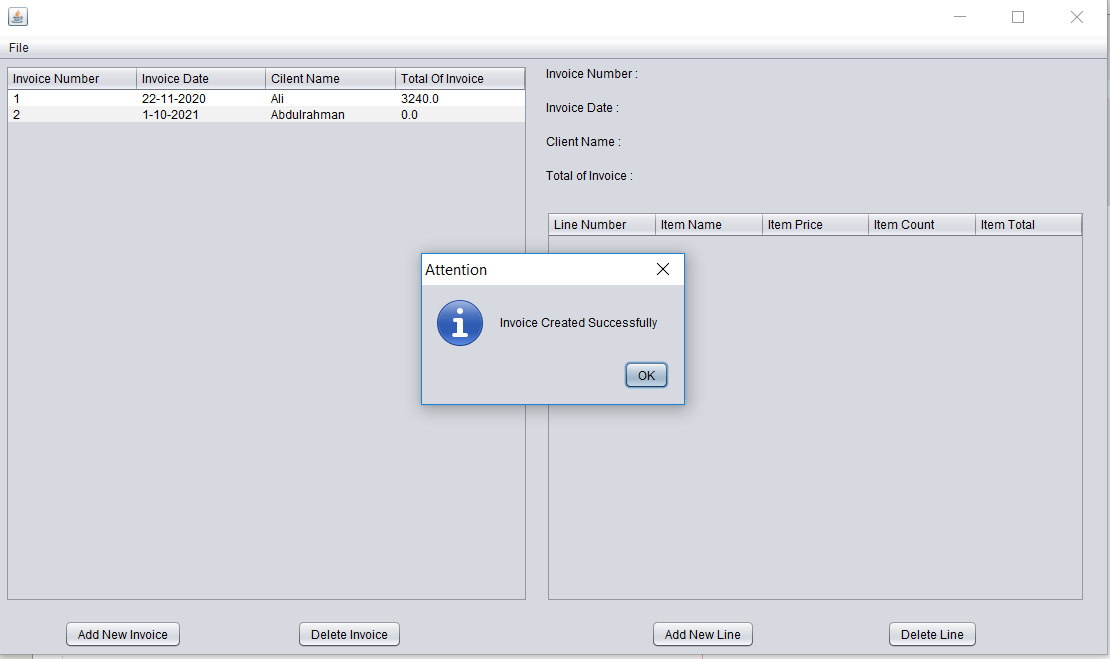 File
Invoice Number Invoice Date Cilent Name Total Of Invoice
1 22-11-2020 Ali 3240.0
2 1-10-2021 Abdulrahman 0.0
Invoice Number :
Invoice Date :
Client Name :
Total of Invoice :
Line Number Item Name Item Price Item Count Item Total
Attention
Invoice Created Successfully
OK
Add New Invoice Delete Invoice Add New Line Delete Line